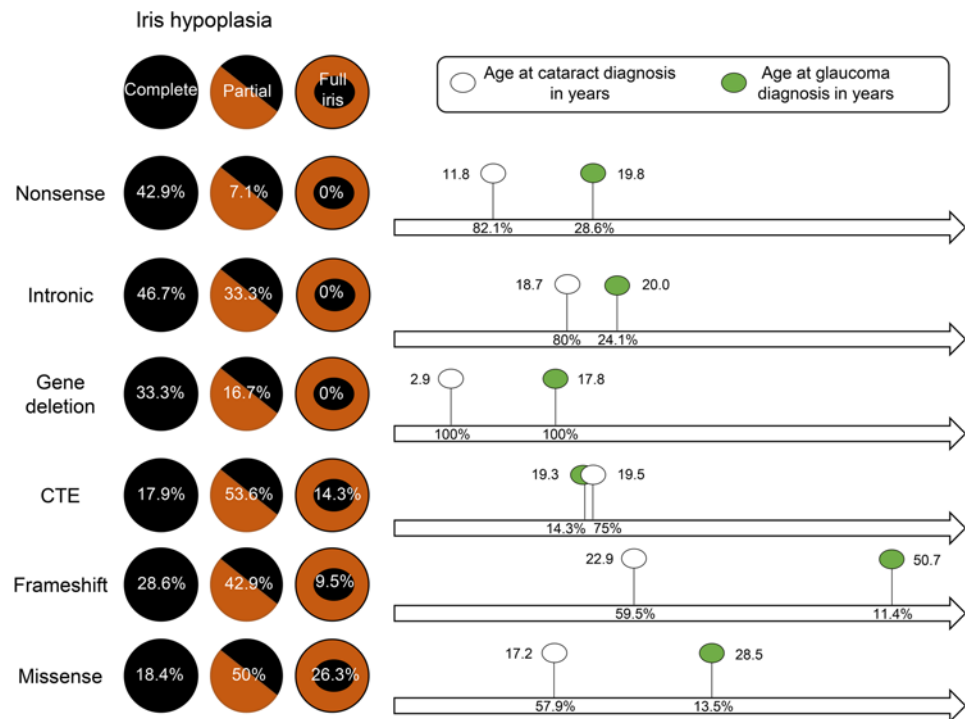 Iris hypoplasia
Complete
Partial
Full
iris
Age at cataract diagnosis
in years
Age at glaucoma
diagnosis in years
Nonsense
42.9%
7.1%
0%
11.8
19.8
82.1%
28.6%
Intronic
46.7%
33.3%
0%
18.7
20.0
80%
24.1%
Gene
deletion
33.3%
16.7%
0%
2.9
17.8
100%
100%
CTE
17.9%
53.6%
14.3%
19.3
19.5
14.3%
75%
Frameshift
28.6%
42.9%
9.5%
22.9
50.7
59.5%
11.4%
Missense
18.4%
50%
26.3%
17.2
28.5
57.9%
13.5%